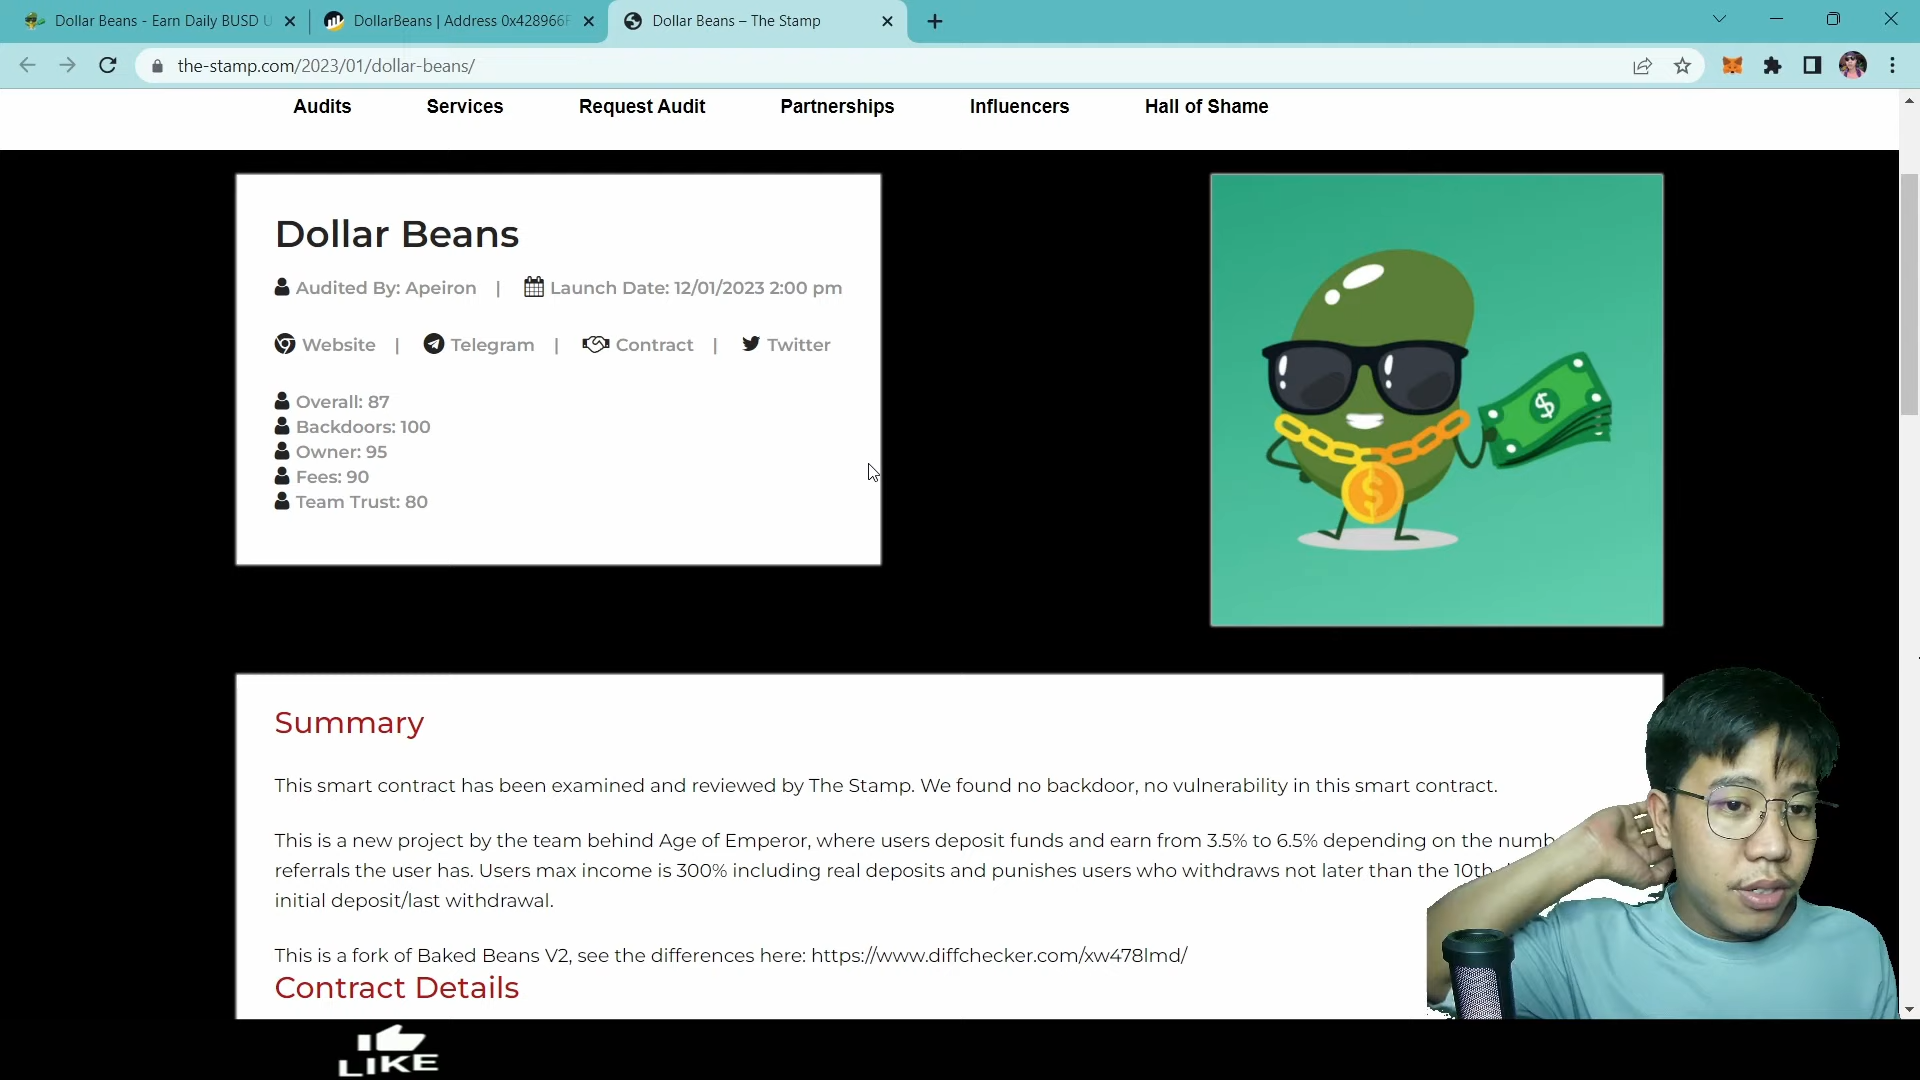 Dollar Beans - Earn Daily BUSD
DollarBeans | Address 0x428966
Dollar Beans – The Stamp
the-stamp.com/2023/01/dollar-beans/
Audits
Services
Request Audit
Partnerships
Influencers
Hall of Shame
Dollar Beans
Audited By: Apeiron | Launch Date: 12/01/2023 2:00 pm
Website | Telegram | Contract | Twitter
Overall: 87
Backdoors: 100
Owner: 95
Fees: 90
Team Trust: 80
$
$
Summary
This smart contract has been examined and reviewed by The Stamp. We found no backdoor, no vulnerability in this smart contract.
This is a new project by the team behind Age of Emperor, where users deposit funds and earn from 3.5% to 6.5% depending on the
referrals the user has. Users max income is 300% including real deposits and punishes users who withdraws not later than the 10th
initial deposit/last withdrawal.
This is a fork of Baked Beans V2, see the differences here: https://www.diffchecker.com/xw478lmd/
Contract Details
LIKE